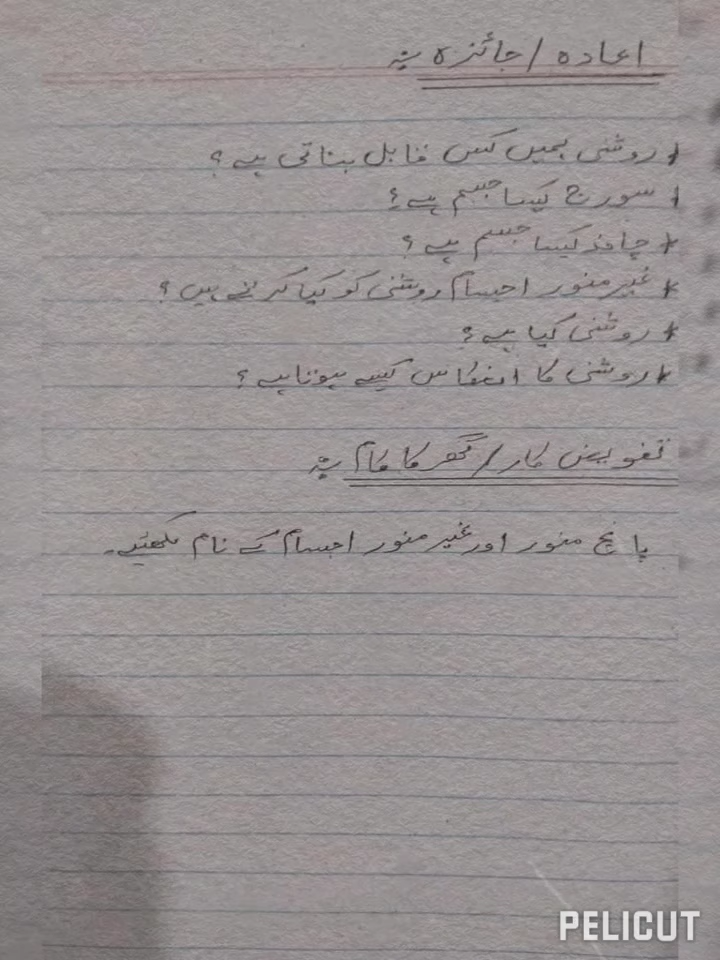 اعادہ / جائزہ :-
* روشنی ہمیں کس قابل بناتی ہے؟
* سورج کیسا جسم ہے؟
* چاند کیسا جسم ہے؟
* غیر منور اجسام روشنی کو کیا کرتے ہیں؟
* روشنی کیا ہے؟
* روشنی کا انعکاس کیسے ہوتا ہے؟
تفویض کار / گھر کا کام :-
پانچ منور اور غیر منور اجسام کے نام لکھئیے۔
PELICUT